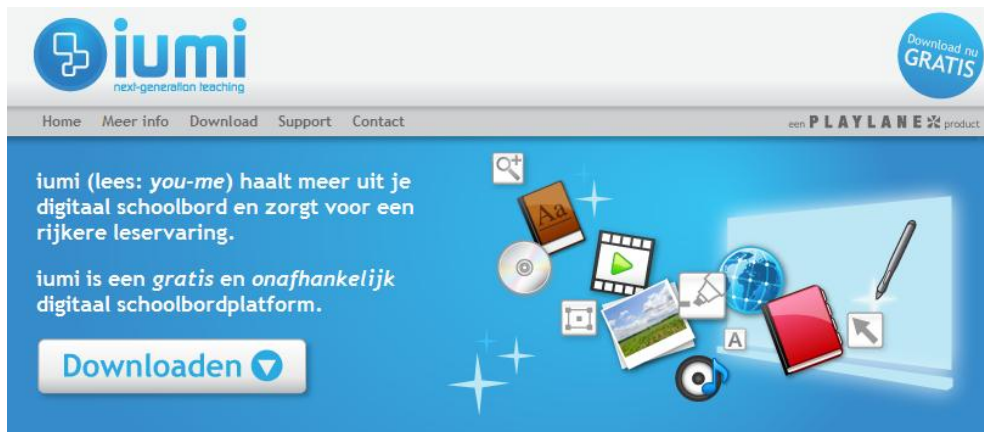 iumi
next-generation teaching
Download nu
GRATIS
Home Meer info Download Support Contact
een PLAYLANE product
iumi (lees: you-me) haalt meer uit je
digitaal schoolbord en zorgt voor een
rijkere leservaring.
iumi is een gratis en onafhankelijk
digitaal schoolbordplatform.
Downloaden
Aa
A